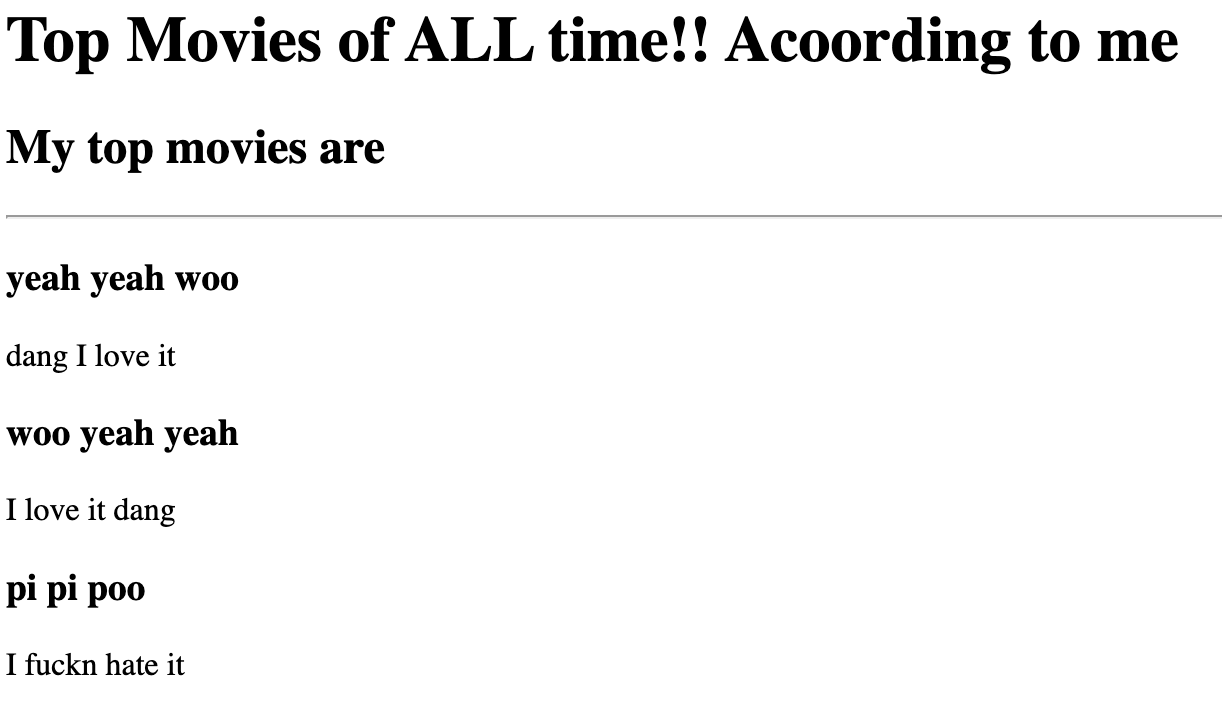 Top Movies of ALL time!! Acoording to me
My top movies are
yeah yeah woo
dang I love it
woo yeah yeah
I love it dang
pi pi poo
I fuckn hate it